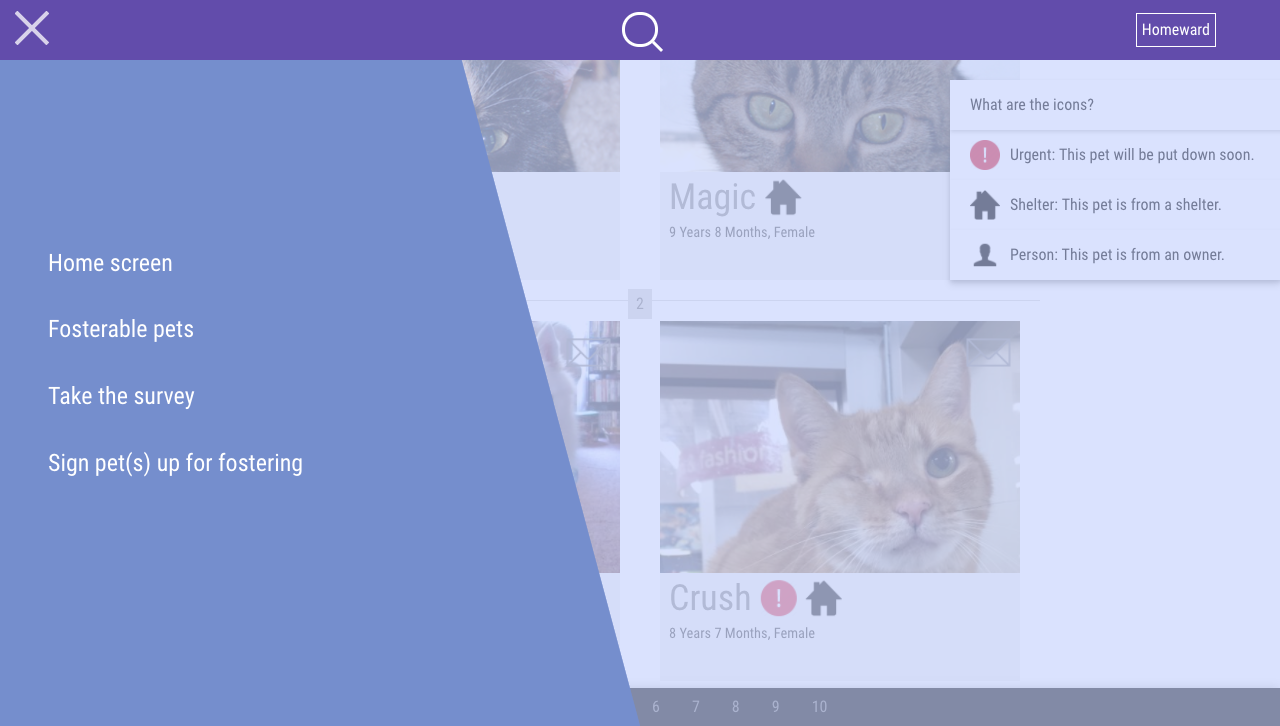 Homeward
Home screen
Fosterable pets
Take the survey
Sign pet(s) up for fostering
What are the icons?
! Urgent: This pet will be put down soon.
Shelter: This pet is from a shelter.
Person: This pet is from an owner.
Magic
9 Years 8 Months, Female
2
fashion
Crush !
8 Years 7 Months, Female
6 7 8 9 10